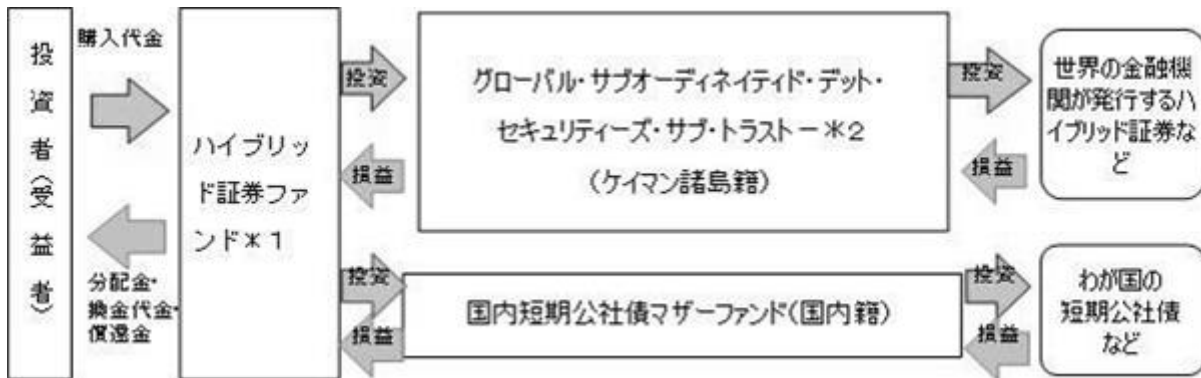 投資者(受益者)
購入代金
分配金・
換金代金・
償還金
ハイブリッ
ド証券ファ
ンド*1
投資
損益
グローバル・サブオーディネイティド・デット・
セキュリティーズ・サブ・トラストー*2
(ケイマン諸島籍)
投資
損益
世界の金融機
関が発行するハ
イブリッド証券な
ど
投資
損益
国内短期公社債マザーファンド(国内籍)
投資
損益
わが国の
短期公社債
など